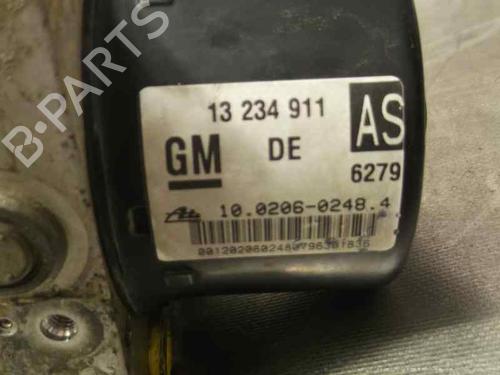 13 234 911
AS
GM
DE
6279
10.0206-0248.4
B-PARTS